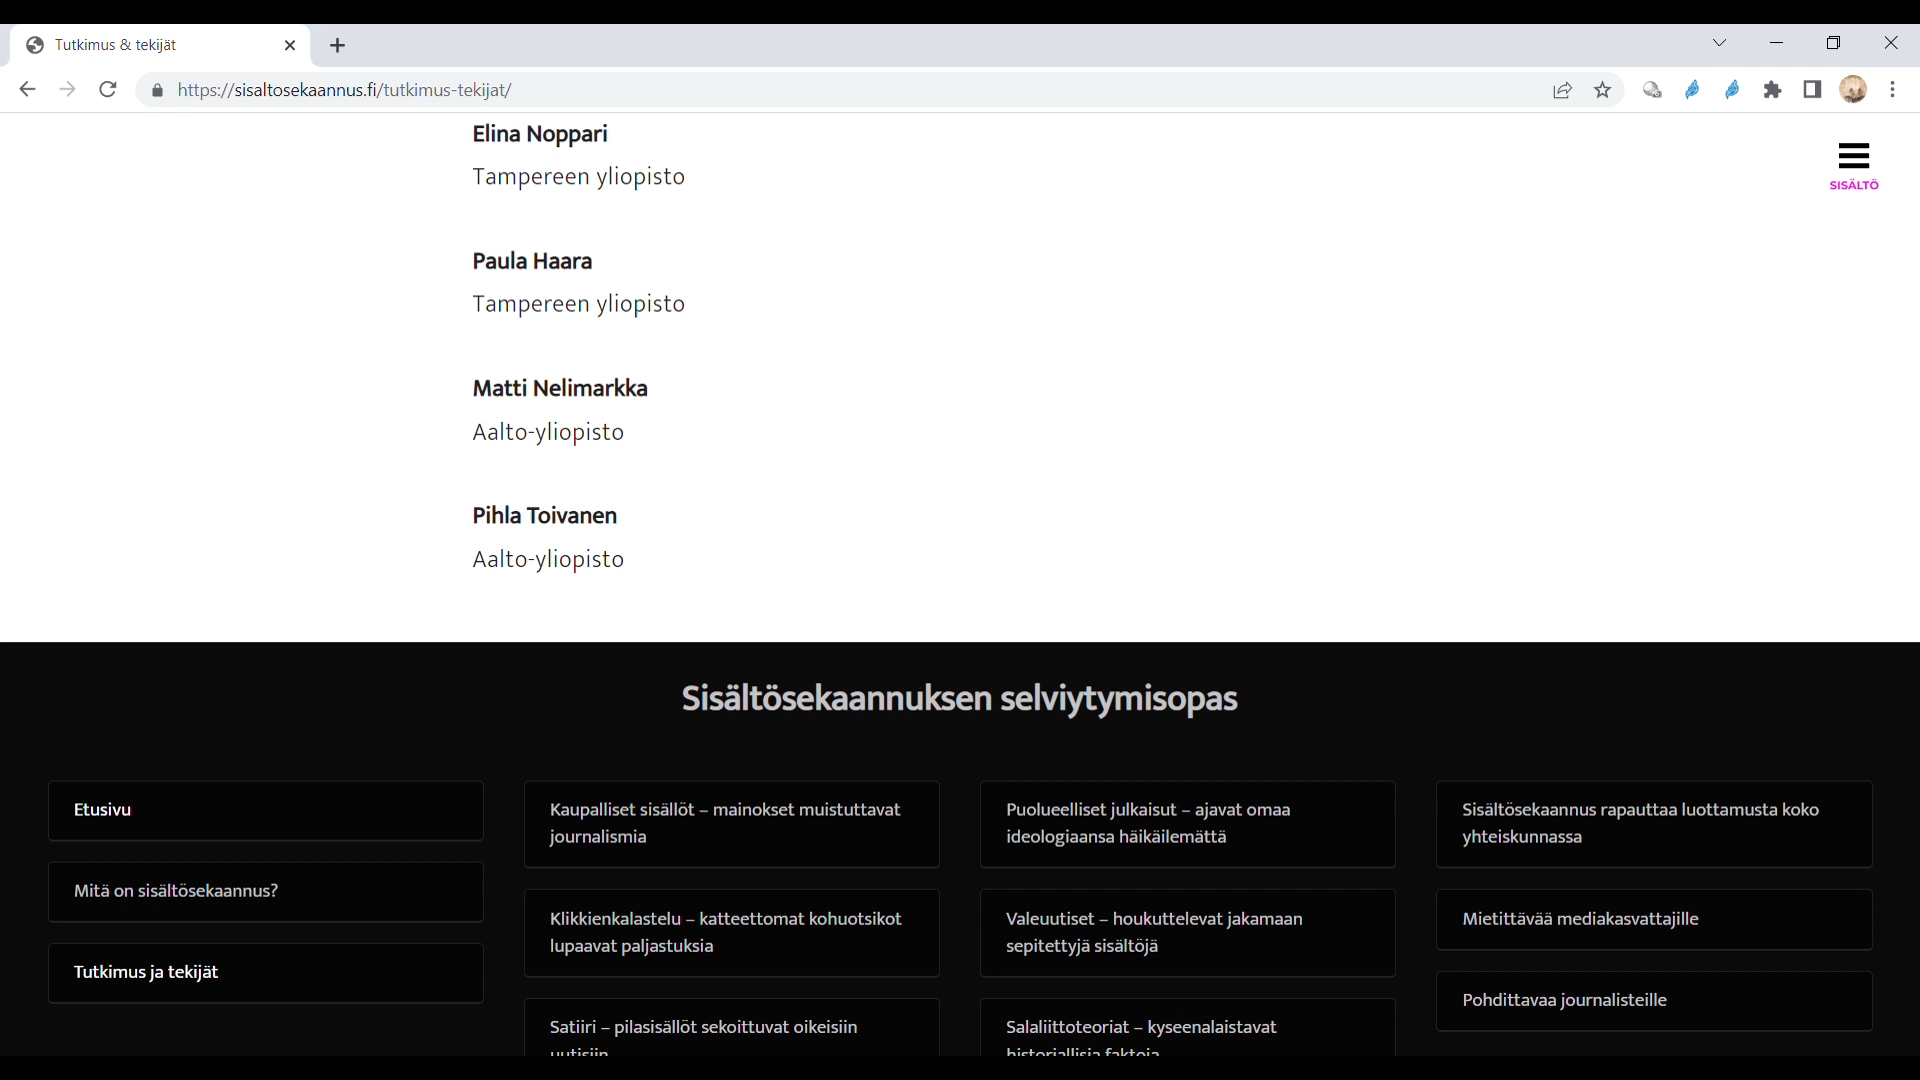 Tutkimus & tekijät
https://sisaltosekaannus.fi/tutkimus-tekijat/
Elina Noppari
Tampereen yliopisto
SISÄLTÖ
Paula Haara
Tampereen yliopisto
Matti Nelimarkka
Aalto-yliopisto
Pihla Toivanen
Aalto-yliopisto
Sisältösekaannuksen selviytymisopas
Etusivu
Mitä on sisältösekaannus?
Tutkimus ja tekijät
Kaupalliset sisällöt – mainokset muistuttavat
journalismia
Klikkienkalastelu – katteettomat kohuotsikot
lupaavat paljastuksia
Satiiri – pilasisällöt sekoittuvat oikeisiin
uutisiin
Puolueelliset julkaisut – ajavat omaa
ideologiaansa häikäilemättä
Valeuutiset – houkuttelevat jakamaan
sepitettyjä sisältöjä
Salaliittoteoriat – kyseenalaistavat
historiallisia faktoja
Sisältösekaannus rapauttaa luottamusta koko
yhteiskunnassa
Mietittävää mediakasvattajille
Pohdittavaa journalisteille